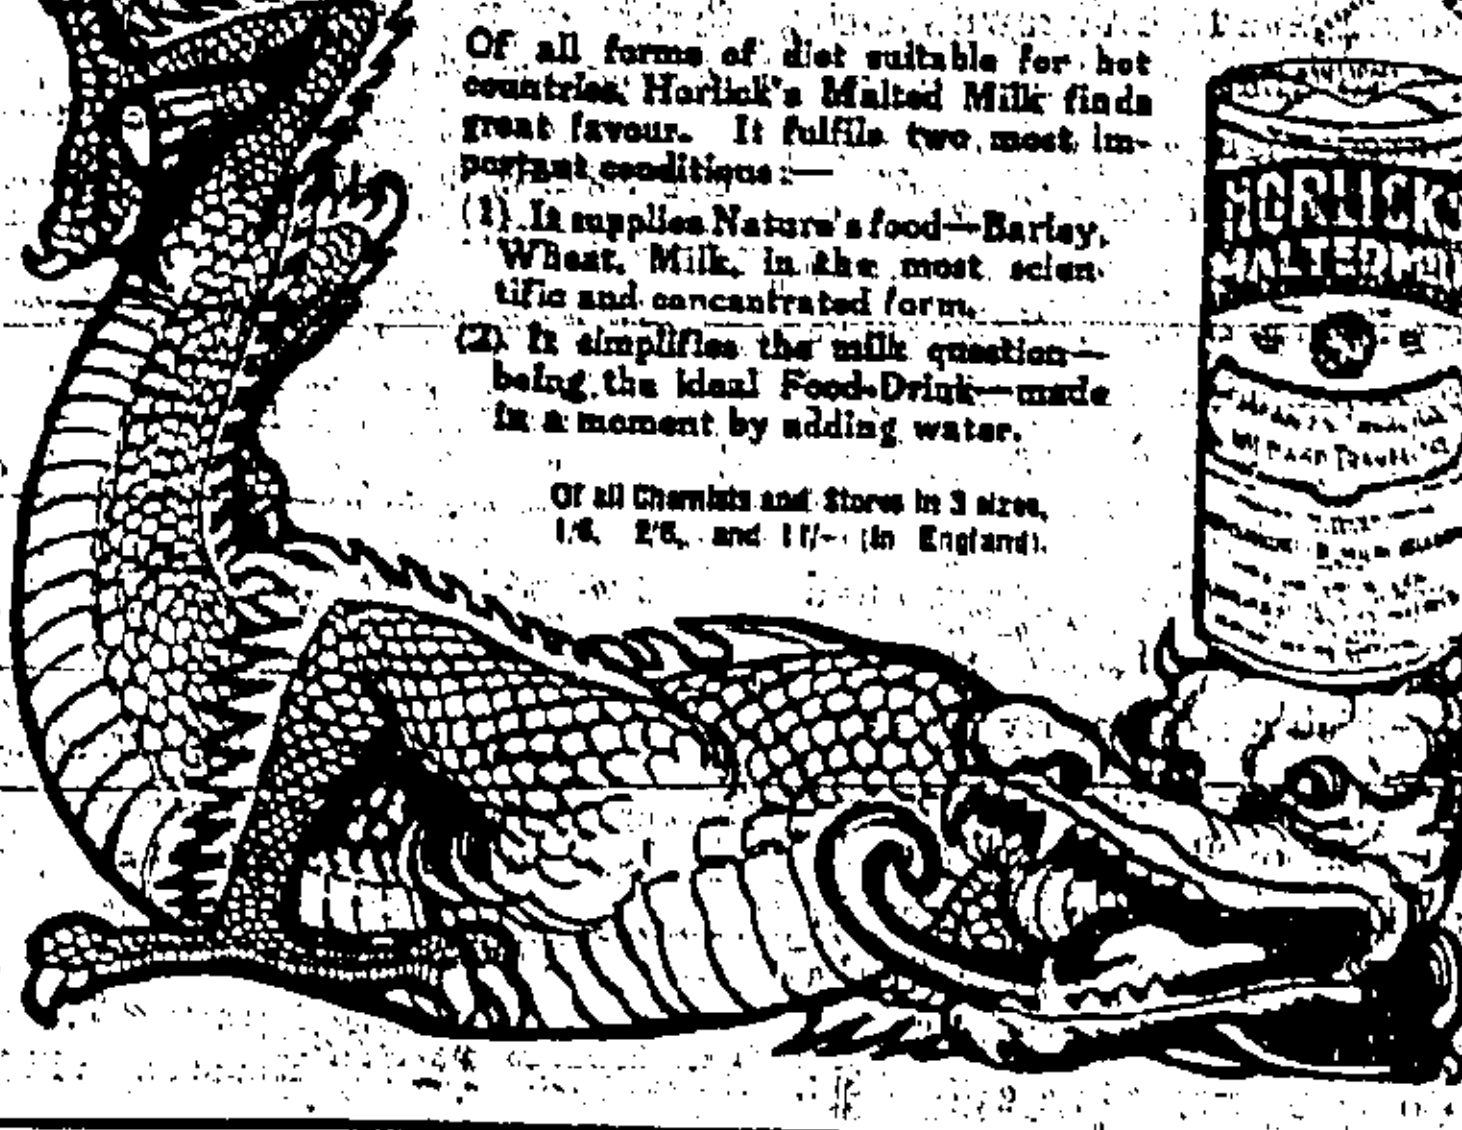 Of all forms of diet suitable for hot
countries, Horlick's Malted Milk finds
great favour. It fulfils two most im-
portant conditions :—
(1) It supplies Nature's food—Barley,
Wheat, Milk, in the most scien-
tific and concentrated form.
(2) It simplifies the milk question—
being the ideal Food-Drink—made
in a moment by adding water.
Of all Chemists and Stores in 3 sizes,
1/6, 2/6, and 11/- (in England).
HORLICK'S
MALTED MILK